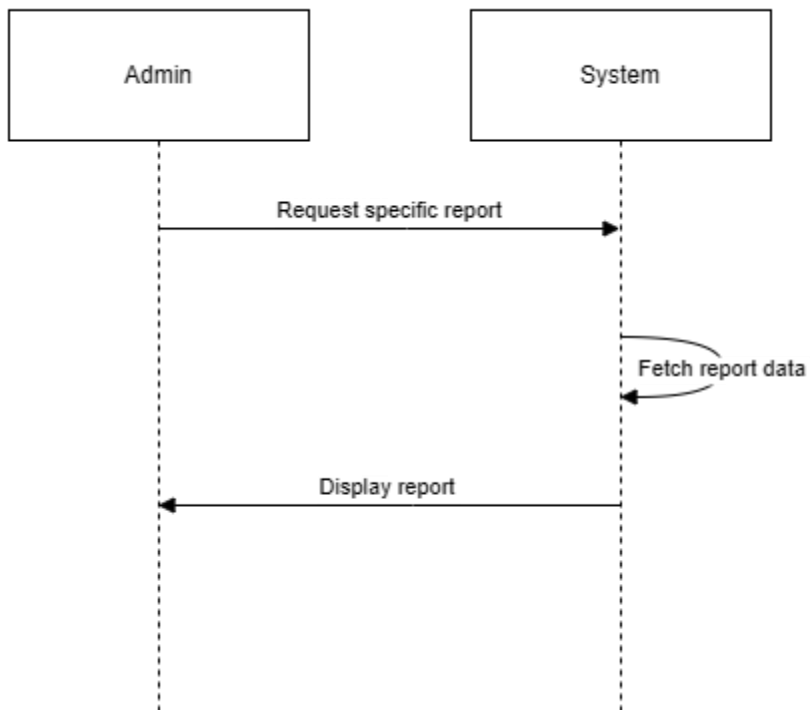 Admin
System
Request specific report
Fetch report data
Display report